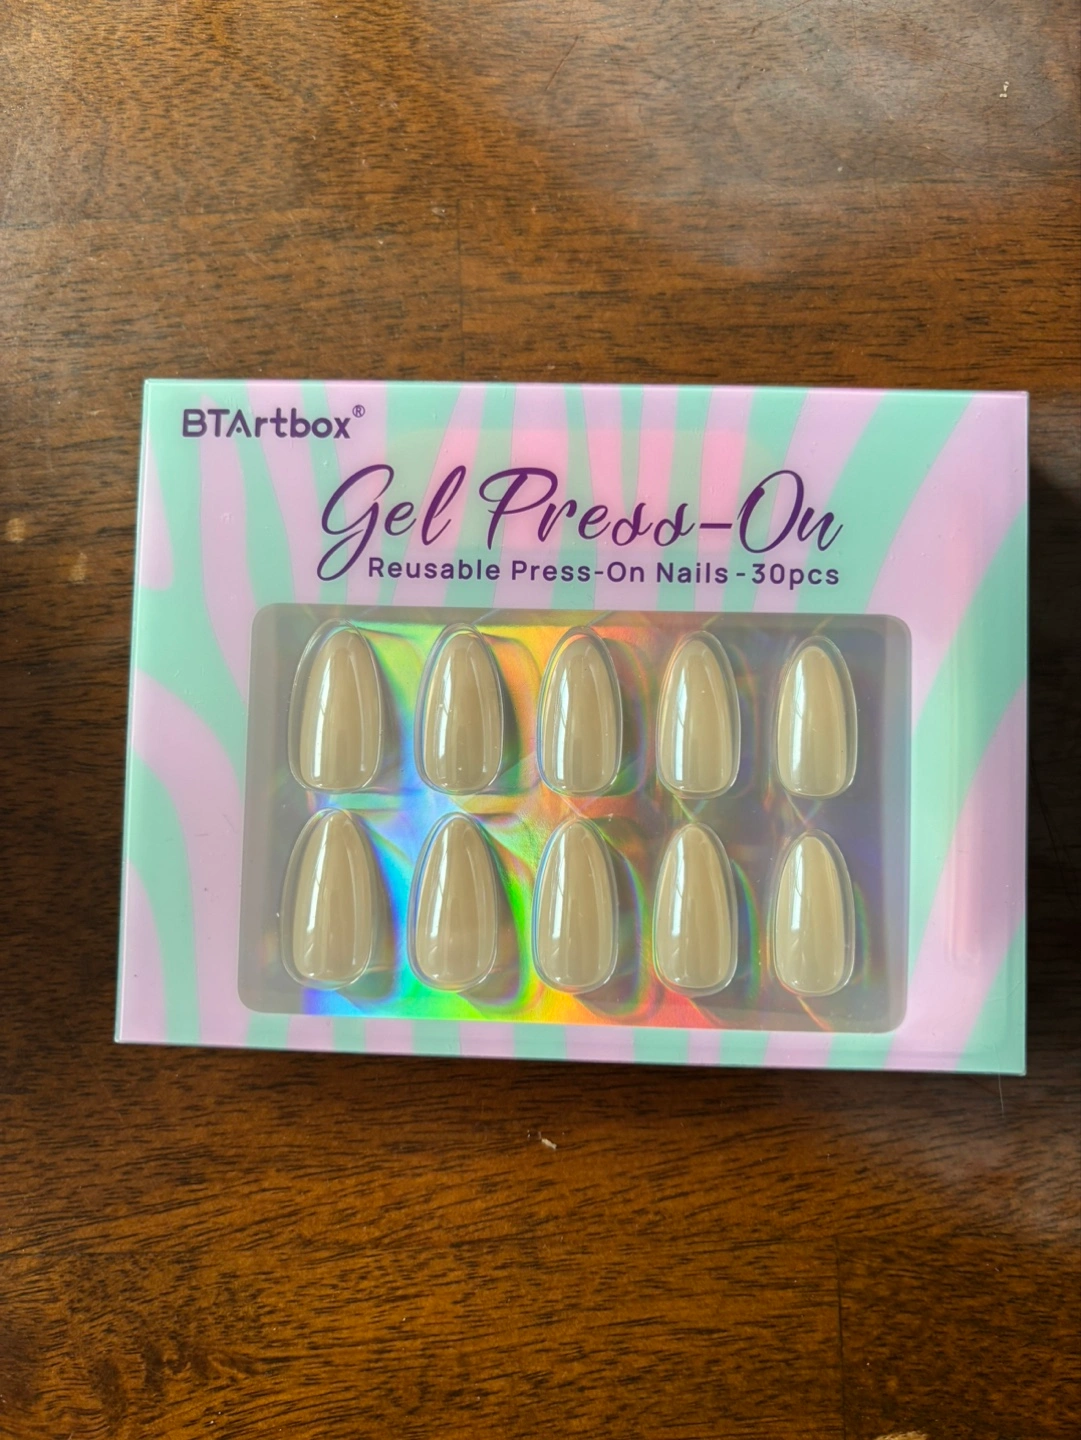 BTArtbox®
Gel Press-On
Reusable Press-On Nails - 30pcs